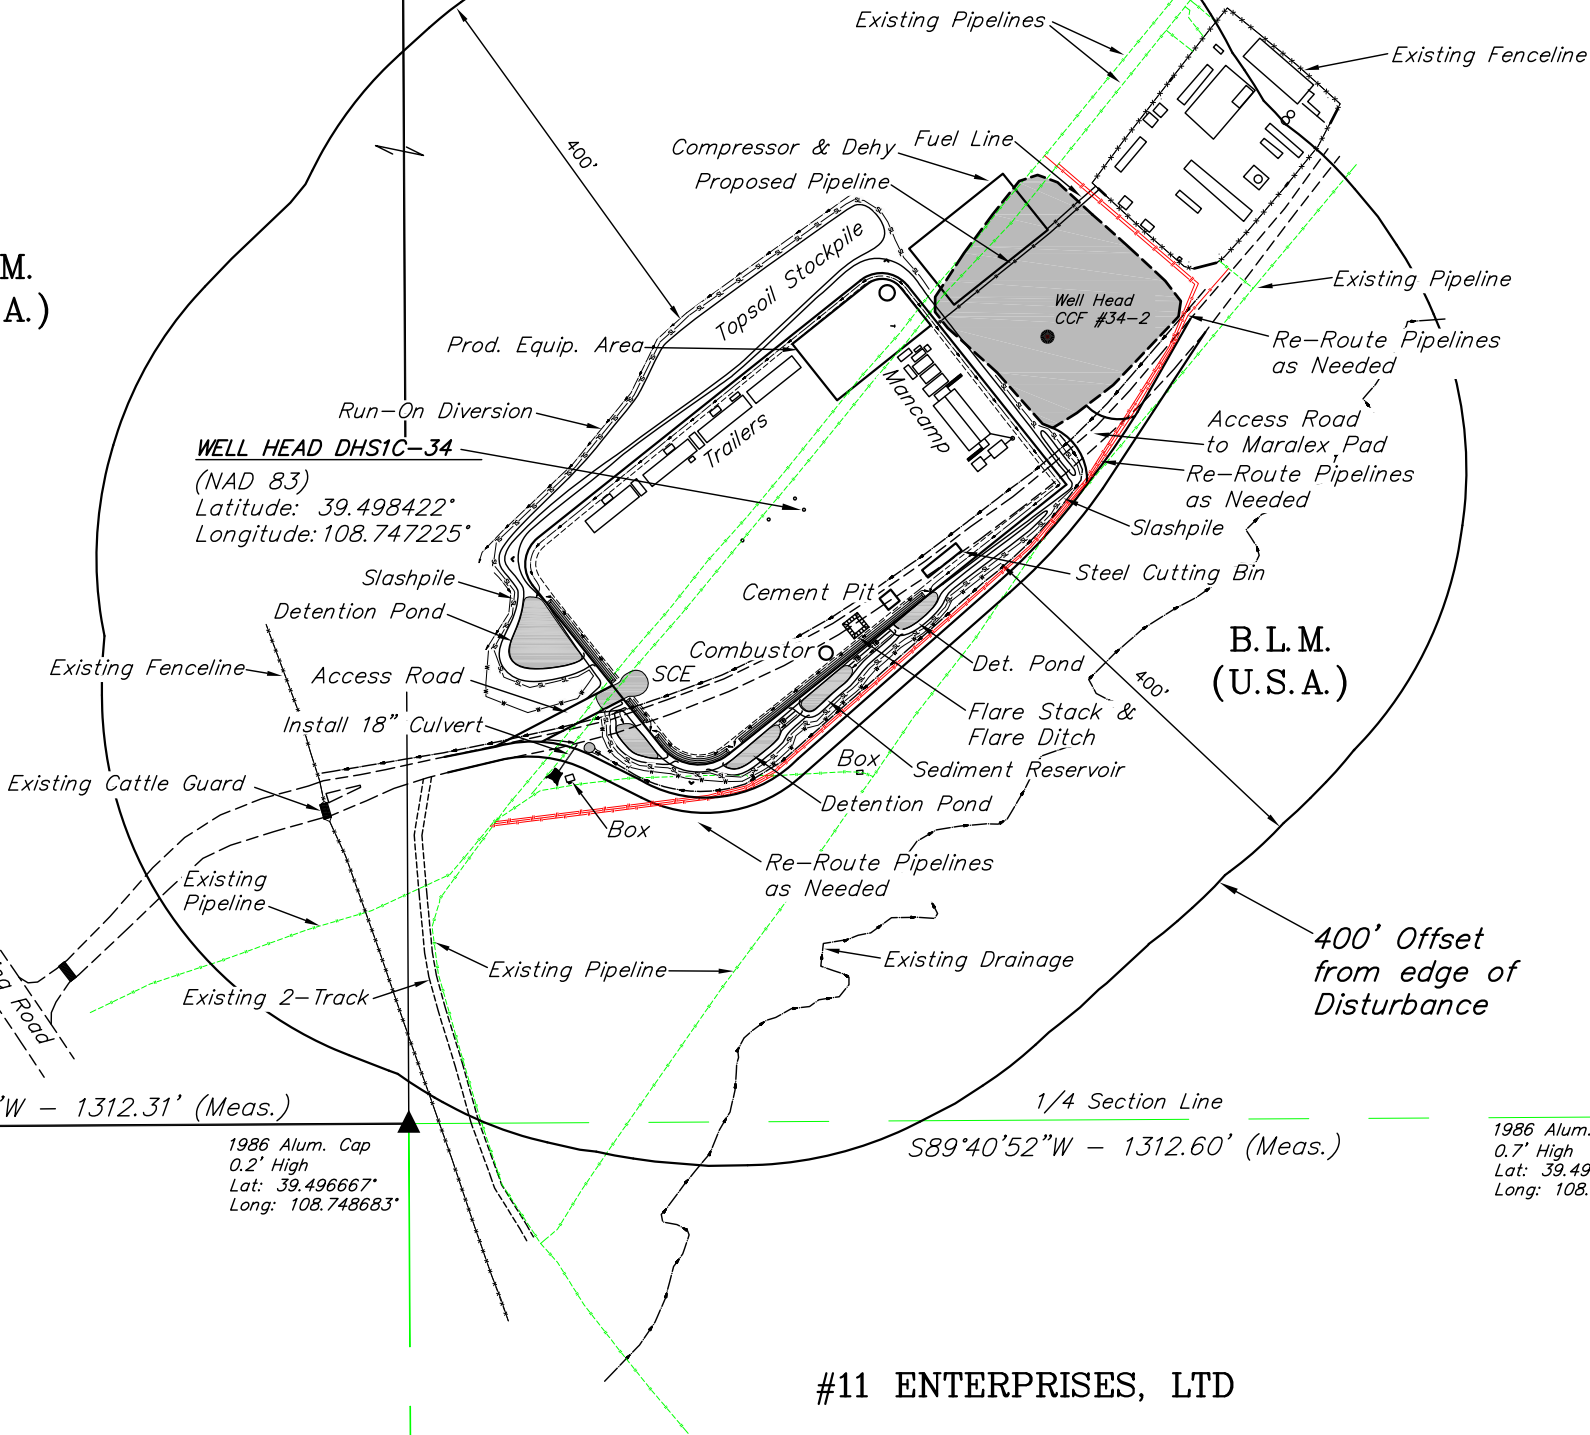 Existing Pipelines
Existing Fenceline
400'
Compressor & Dehy
Fuel Line
Proposed Pipeline
Topsoil Stockpile
M.
A.)
Existing Pipeline
Well Head
CCF #34-2
Re-Route Pipelines
as Needed
Prod. Equip. Area
Mancamp
Run-On Diversion
Trailers
Access Road
to Maralex Pad
WELL HEAD DHS1C-34
(NAD 83)
Latitude: 39.498422°
Longitude: 108.747225°
Re-Route Pipelines
as Needed
Slashpile
Slashpile
Steel Cutting Bin
Cement Pit
Detention Pond
B.L.M.
(U.S.A.)
Combustor
Det. Pond
Existing Fenceline
Access Road
SCE
400'
Install 18" Culvert
Flare Stack &
Flare Ditch
Box
Sediment Reservoir
Existing Cattle Guard
Detention Pond
Box
Re-Route Pipelines
as Needed
Existing
Pipeline
400' Offset
from edge of
Disturbance
Existing Pipeline
Existing Drainage
Existing 2-Track
Road
"W - 1312.31' (Meas.)
1/4 Section Line
S89°40'52"W - 1312.60' (Meas.)
1986 Alum. Cap
0.2' High
Lat: 39.496667°
Long: 108.748683°
1986 Alum.
0.7' High
Lat: 39.49
Long: 108.
#11 ENTERPRISES, LTD